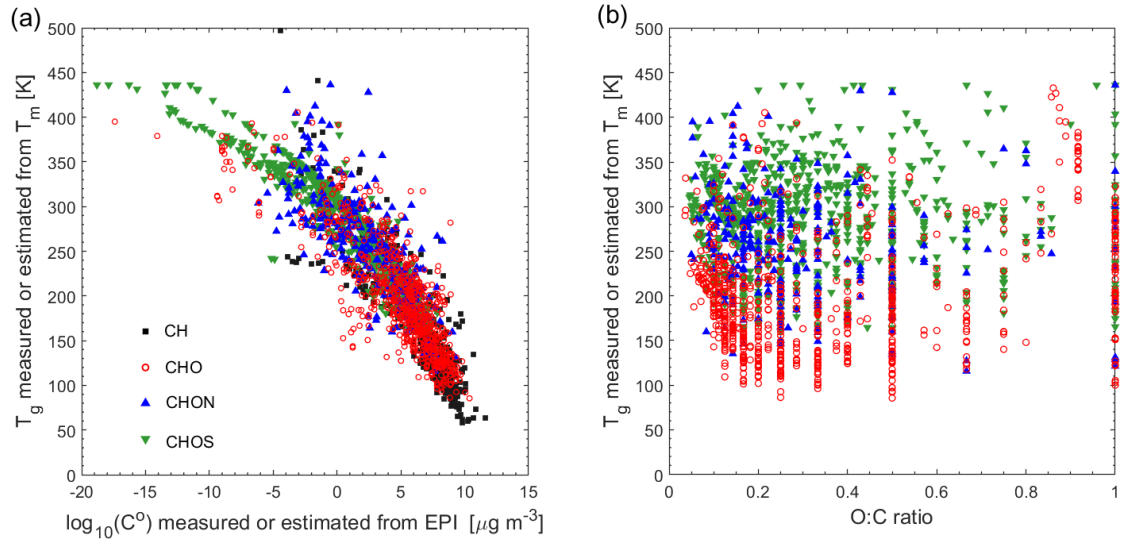 (a)
T_g measured or estimated from T_m [K]
500
450
400
350
300
250
200
150
100
50
0
CH
CHO
CHON
CHOS
-20 -15 -10 -5 0 5 10 15
log_10(C^o) measured or estimated from EPI [μg m^-3]
(b)
T_g measured or estimated from T_m [K]
500
450
400
350
300
250
200
150
100
50
0
0 0.2 0.4 0.6 0.8 1
O:C ratio